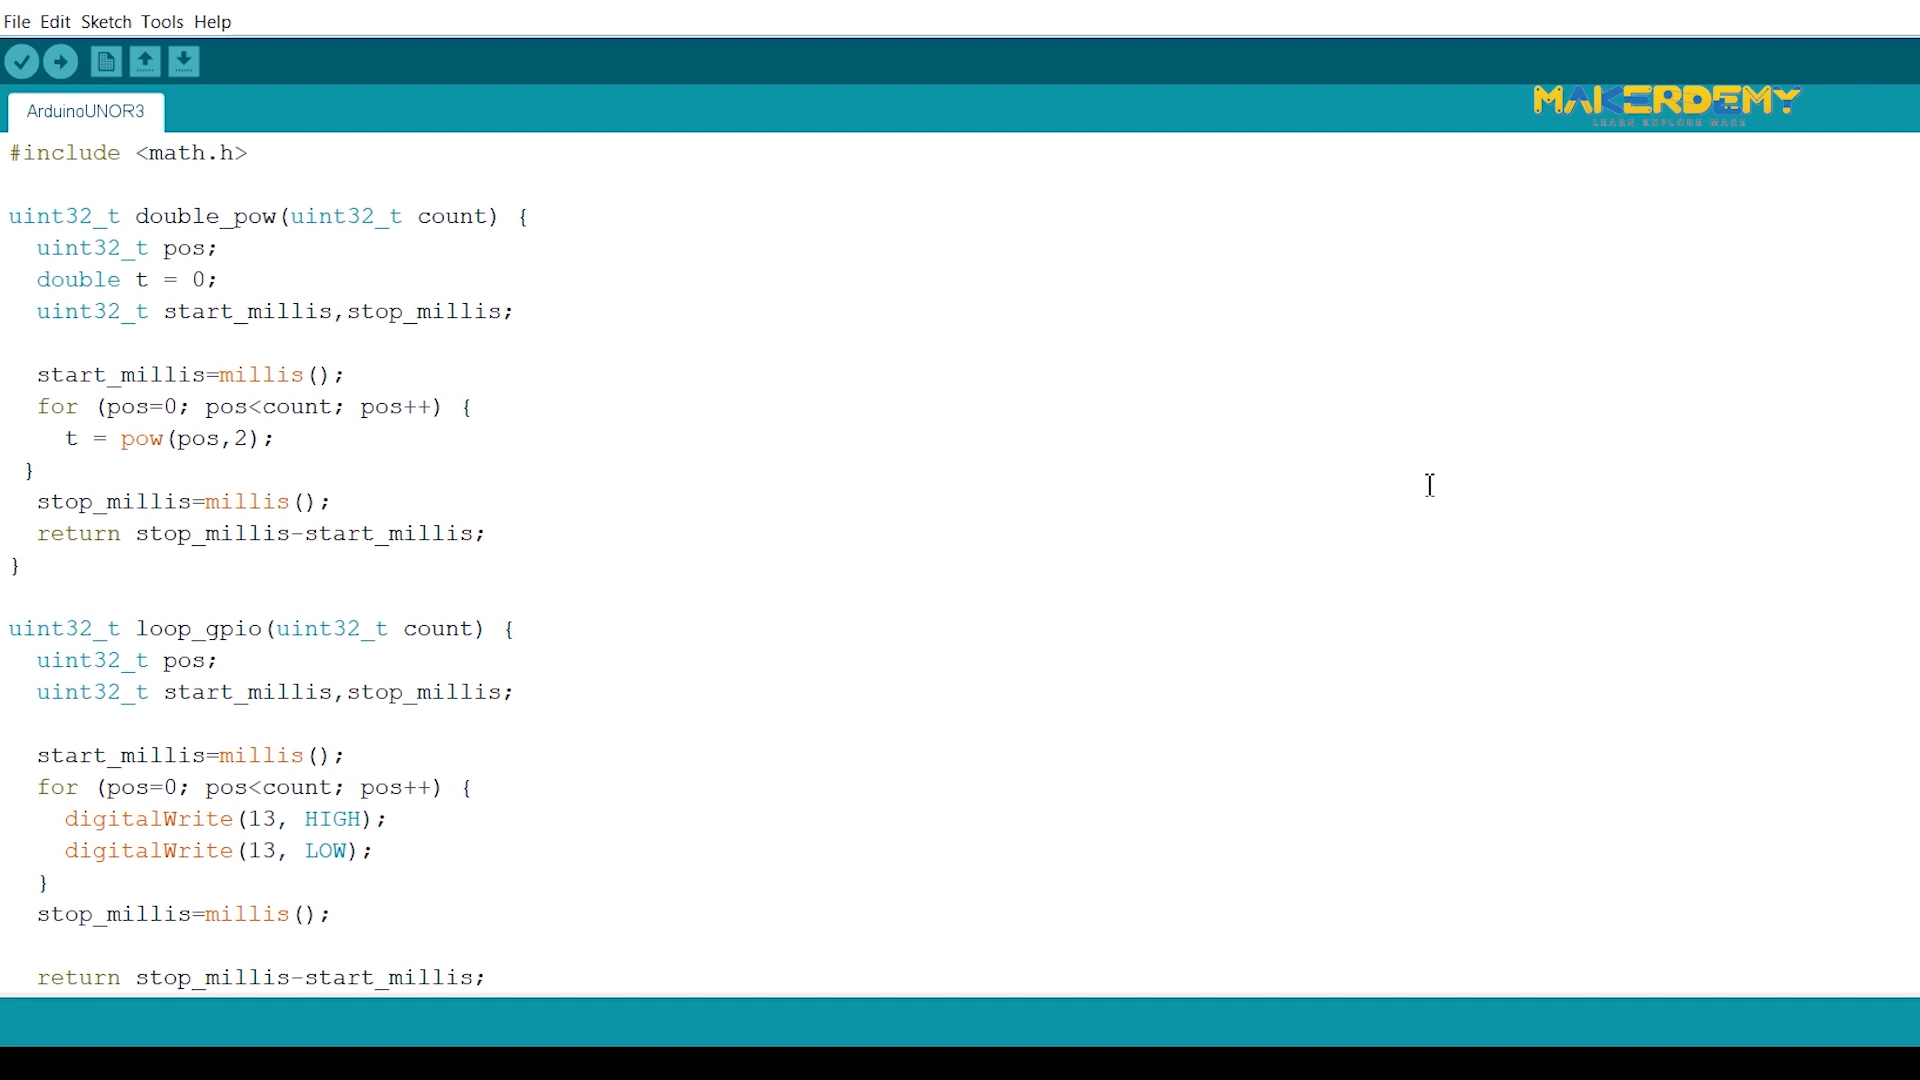 File Edit Sketch Tools Help
ArduinoUNOR3
MAKERDEMY
LEARN EXPLORE MAKE
#include <math.h>
uint32_t double_pow(uint32_t count) {
  uint32_t pos;
  double t = 0;
  uint32_t start_millis,stop_millis;
  start_millis=millis();
  for (pos=0; pos<count; pos++) {
    t = pow(pos,2);
 }
  stop_millis=millis();
  return stop_millis-start_millis;
}
uint32_t loop_gpio(uint32_t count) {
  uint32_t pos;
  uint32_t start_millis,stop_millis;
  start_millis=millis();
  for (pos=0; pos<count; pos++) {
    digitalWrite(13, HIGH);
    digitalWrite(13, LOW);
  }
  stop_millis=millis();
  return stop_millis-start_millis;